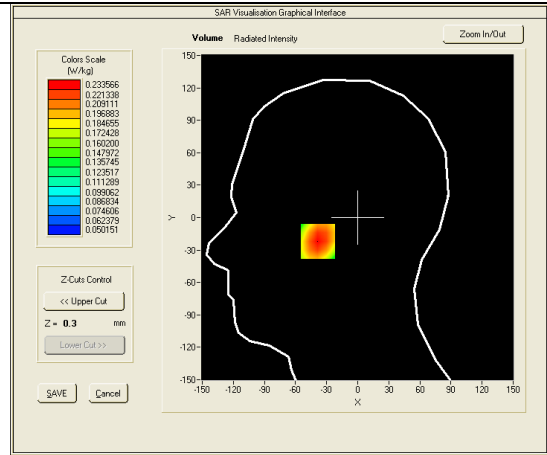 SAR Visualisation Graphical Interface
Volume Radiated Intensity
Zoom In/Out
Colors Scale
(W/kg)
0.233566
0.221338
0.209111
0.196883
0.184655
0.172428
0.160200
0.147972
0.135745
0.123517
0.111289
0.099062
0.086834
0.074606
0.062379
0.050151
Z-Cuts Control
<< Upper Cut
Z = 0.3 mm
Lower Cut >>
SAVE Cancel
150
120
90
60
30
0
-30
-60
-90
-120
-150
Y
-150 -120 -90 -60 -30 0 30 60 90 120 150
X